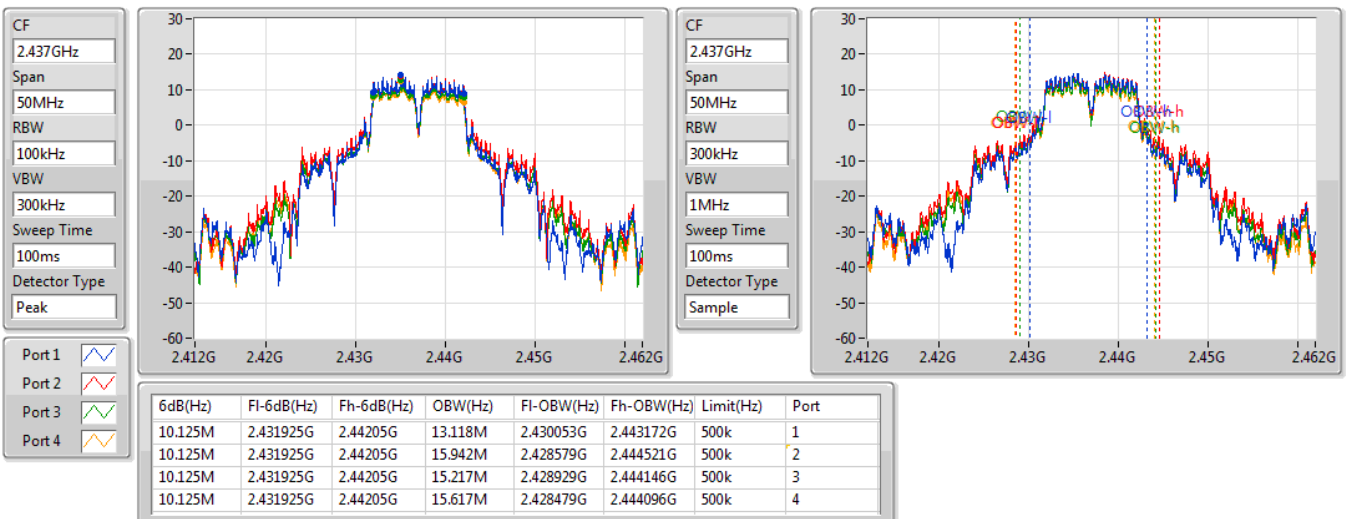 CF
2.437GHz
Span
50MHz
RBW
100kHz
VBW
300kHz
Sweep Time
100ms
Detector Type
Peak
30
20
10
0
-10
-20
-30
-40
-50
-60
2.412G 2.42G 2.43G 2.44G 2.45G 2.462G
CF
2.437GHz
Span
50MHz
RBW
300kHz
VBW
1MHz
Sweep Time
100ms
Detector Type
Sample
30
20
10
0
-10
-20
-30
-40
-50
-60
OBW-h
2.412G 2.42G 2.43G 2.44G 2.45G 2.462G
Port 1
Port 2
Port 3
Port 4
6dB(Hz) Fl-6dB(Hz) Fh-6dB(Hz) OBW(Hz) Fl-OBW(Hz) Fh-OBW(Hz) Limit(Hz) Port
10.125M 2.431925G 2.44205G 13.118M 2.430053G 2.443172G 500k 1
10.125M 2.431925G 2.44205G 15.942M 2.428579G 2.444521G 500k 2
10.125M 2.431925G 2.44205G 15.217M 2.428929G 2.444146G 500k 3
10.125M 2.431925G 2.44205G 15.617M 2.428479G 2.444096G 500k 4